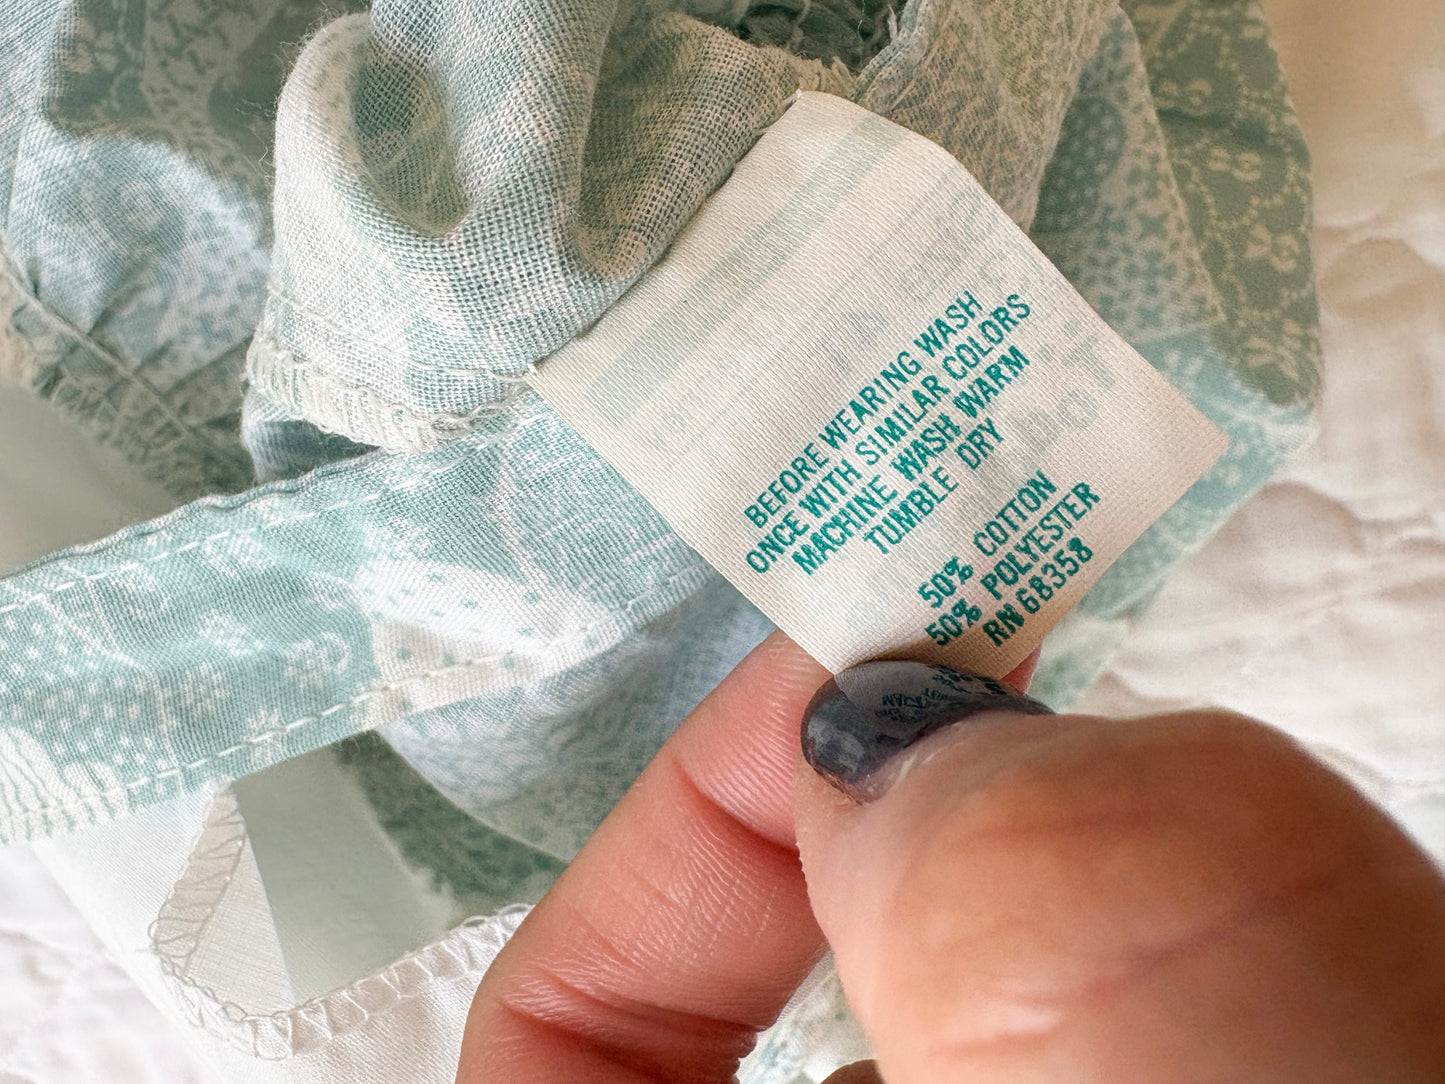 BEFORE WEARING WASH
ONCE WITH SIMILAR COLORS
MACHINE WASH WARM
TUMBLE DRY
50% COTTON
50% POLYESTER
RN 68358